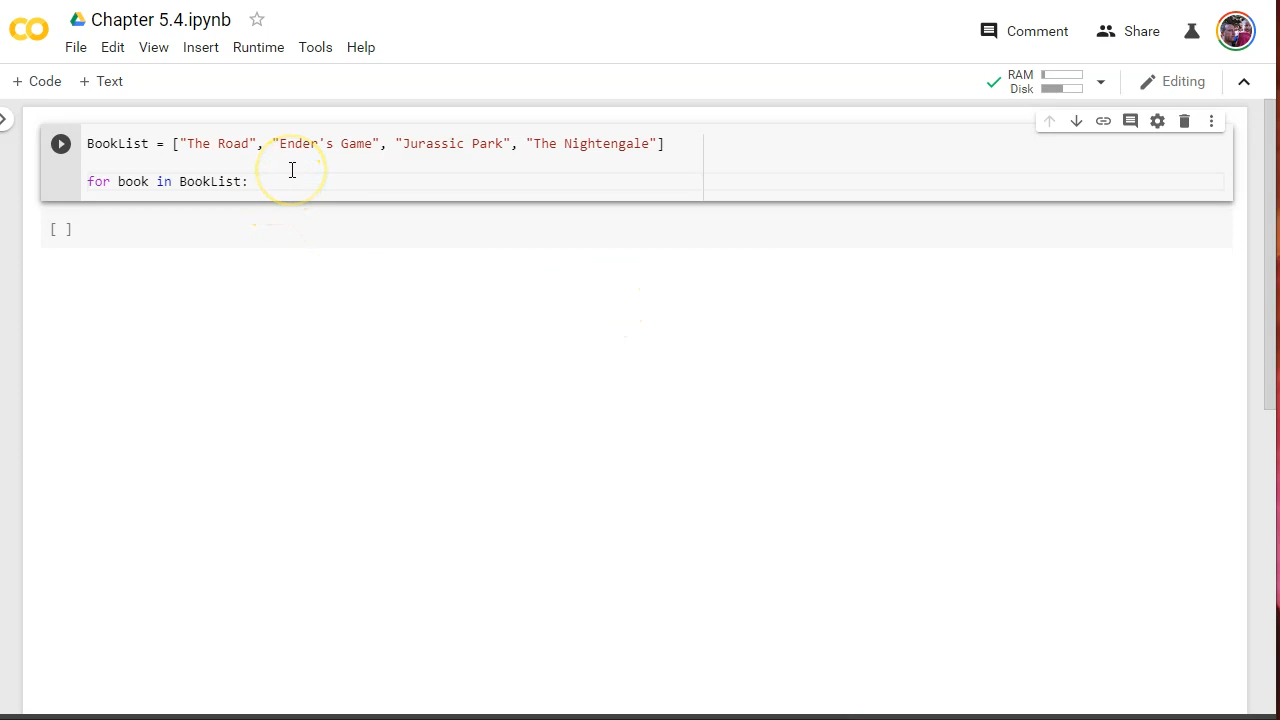 CO Chapter 5.4.ipynb
File Edit View Insert Runtime Tools Help
Comment Share
+ Code + Text
RAM
Disk
Editing
BookList = ["The Road", "Ender's Game", "Jurassic Park", "The Nightengale"]
for book in BookList:
[ ]